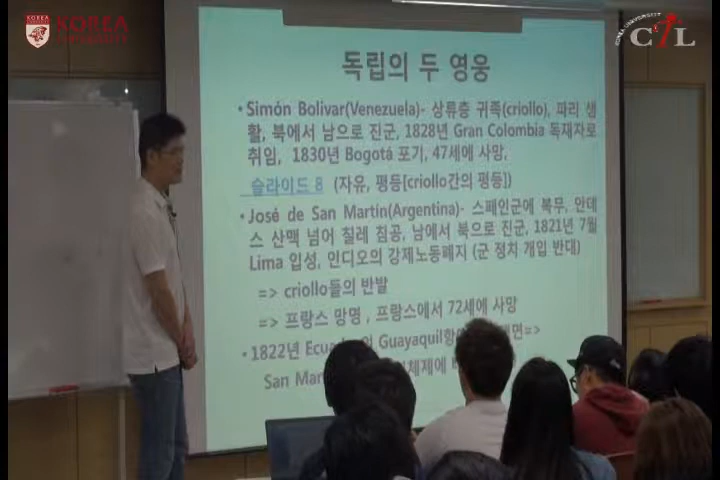 KOREA
UNIVERSITY
KOREA UNIVERSITY
CTL
독립의 두 영웅
•Simón Bolivar(Venezuela)- 상류층 귀족(criollo), 파리 생
활, 북에서 남으로 진군, 1828년 Gran Colombia 독재자로
취임, 1830년 Bogotá 포기, 47세에 사망,
슬라이드 8 (자유, 평등[criollo간의 평등])
•José de San Martín(Argentina)- 스페인군에 복무, 안데
스 산맥 넘어 칠레 침공, 남에서 북으로 진군, 1821년 7월
Lima 입성, 인디오의 강제노동폐지 (군 정치 개입 반대)
=> criollo들의 반발
=> 프랑스 망명 , 프랑스에서 72세에 사망
•1822년 Guayaquil
San Mar